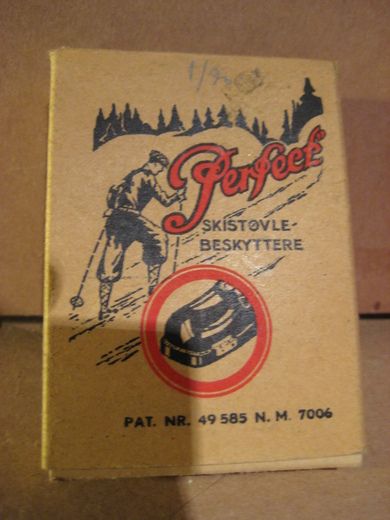 Perfect
SKISTØVLE-
BESKYTTERE
PAT. NR. 49 585 N. M. 7006